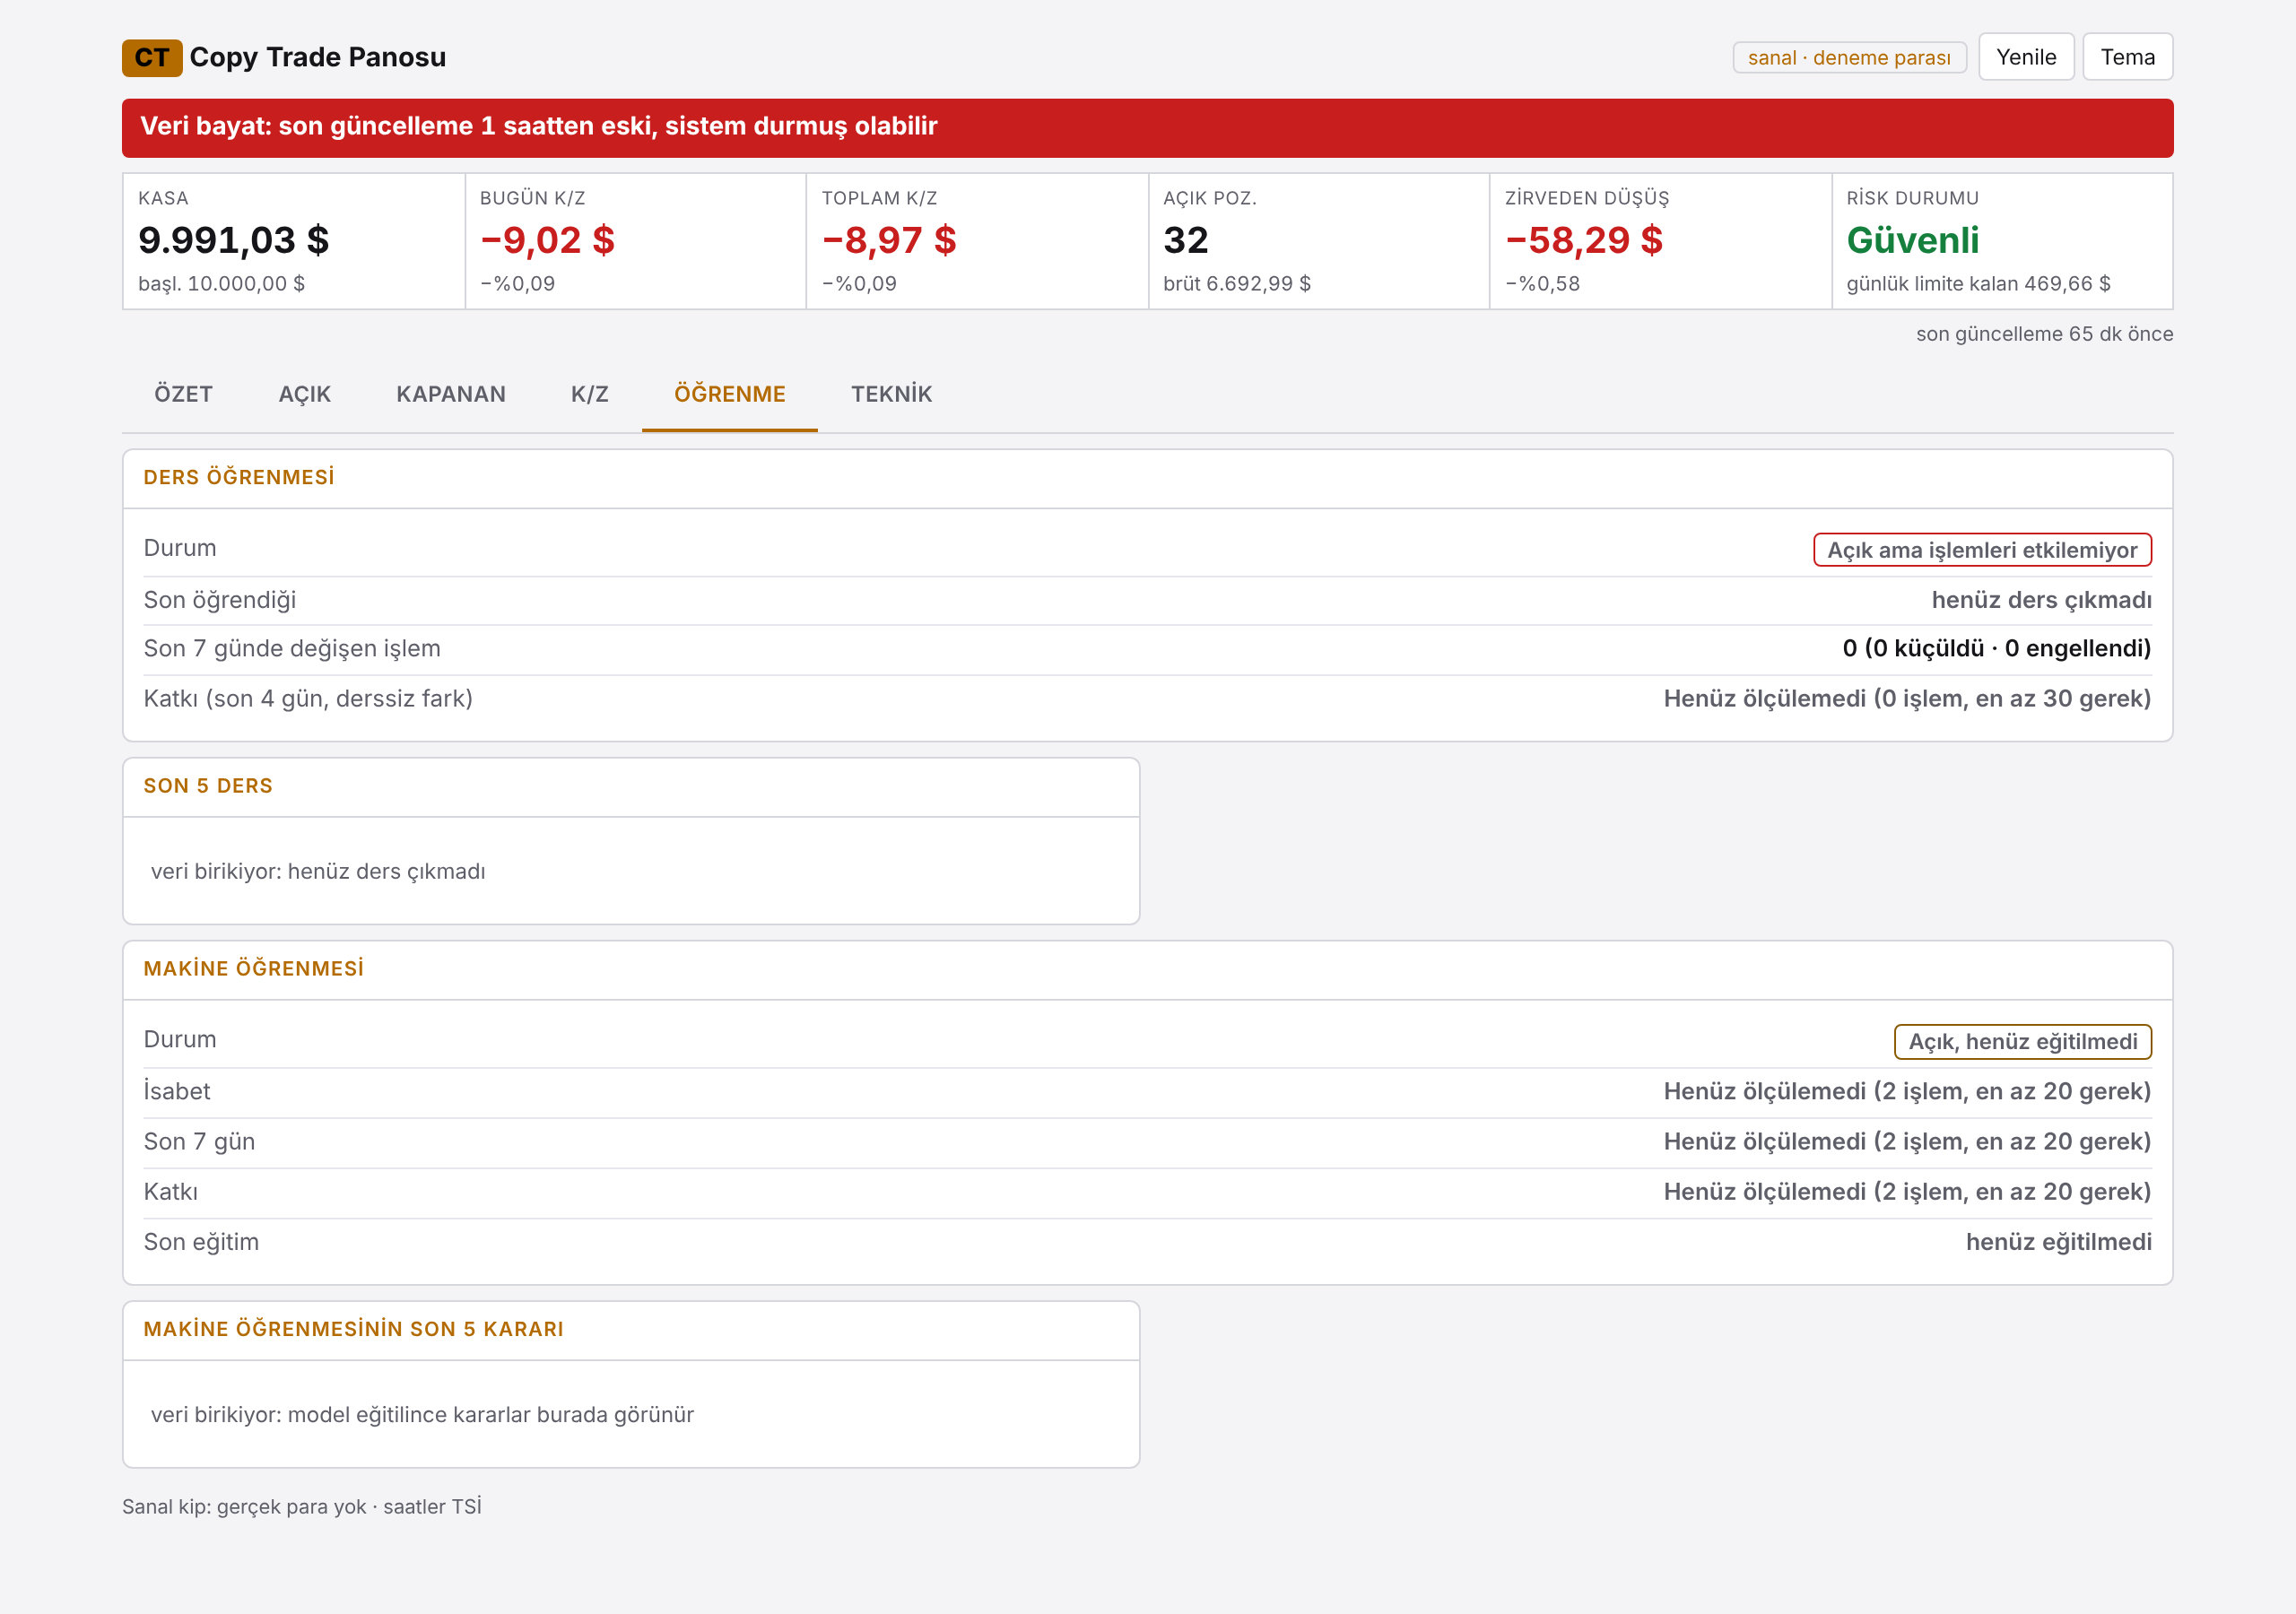 CT Copy Trade Panosu
sanal · deneme parası
Yenile
Tema
Veri bayat: son güncelleme 1 saatten eski, sistem durmuş olabilir
KASA
9.991,03 $
başl. 10.000,00 $
BUGÜN K/Z
−9,02 $
−%0,09
TOPLAM K/Z
−8,97 $
−%0,09
AÇIK POZ.
32
brüt 6.692,99 $
ZİRVEDEN DÜŞÜŞ
−58,29 $
−%0,58
RİSK DURUMU
Güvenli
günlük limite kalan 469,66 $
son güncelleme 65 dk önce
ÖZET
AÇIK
KAPANAN
K/Z
ÖĞRENME
TEKNİK
DERS ÖĞRENMESİ
Durum
Açık ama işlemleri etkilemiyor
Son öğrendiği
henüz ders çıkmadı
Son 7 günde değişen işlem
0 (0 küçüldü · 0 engellendi)
Katkı (son 4 gün, derssiz fark)
Henüz ölçülemedi (0 işlem, en az 30 gerek)
SON 5 DERS
veri birikiyor: henüz ders çıkmadı
MAKİNE ÖĞRENMESİ
Durum
Açık, henüz eğitilmedi
İsabet
Henüz ölçülemedi (2 işlem, en az 20 gerek)
Son 7 gün
Henüz ölçülemedi (2 işlem, en az 20 gerek)
Katkı
Henüz ölçülemedi (2 işlem, en az 20 gerek)
Son eğitim
henüz eğitilmedi
MAKİNE ÖĞRENMESİNİN SON 5 KARARI
veri birikiyor: model eğitilince kararlar burada görünür
Sanal kip: gerçek para yok · saatler TSİ